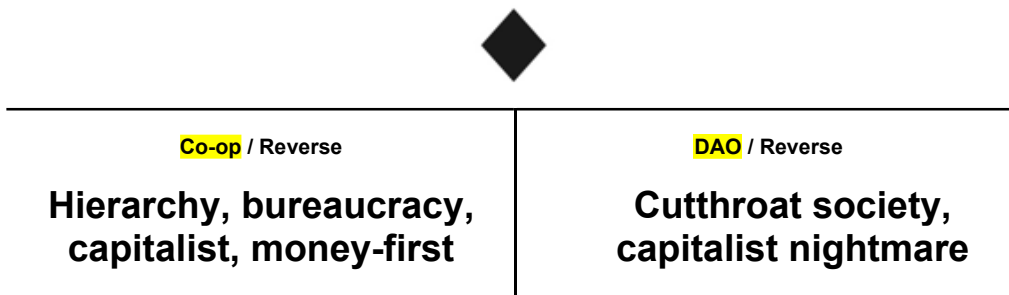 Co-op / Reverse
Hierarchy, bureaucracy,
capitalist, money-first
DAO / Reverse
Cutthroat society,
capitalist nightmare